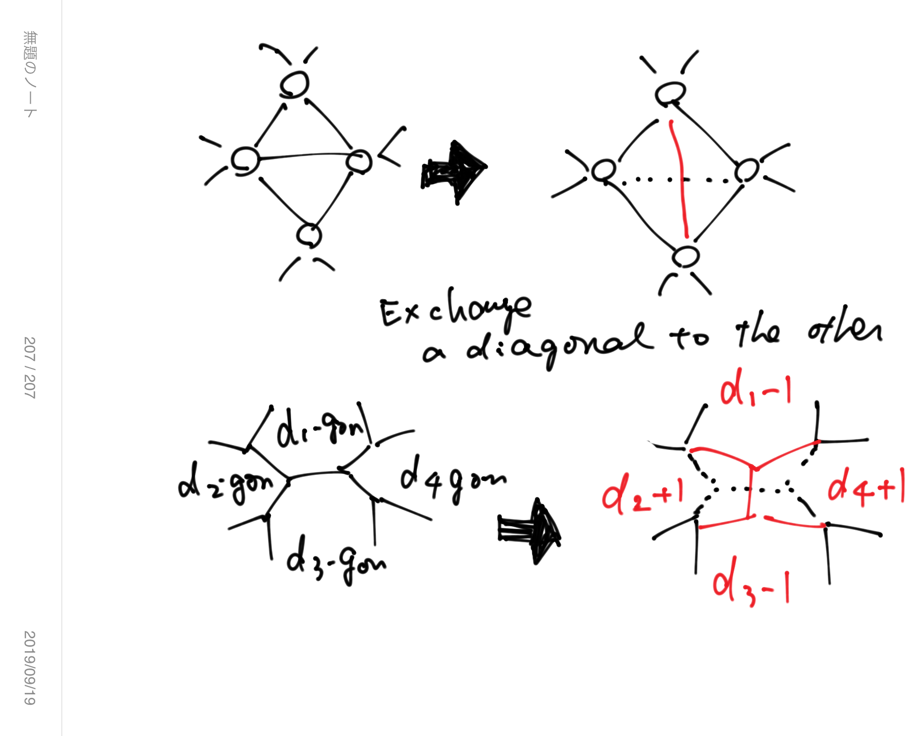 無題のノート
207 / 207
2019/09/19
Exchange
a diagonal to the other
d₁-gon
d₂-gon
d₄ gon
d₃-gon
d₁-1
d₂+1
d₄+1
d₃-1